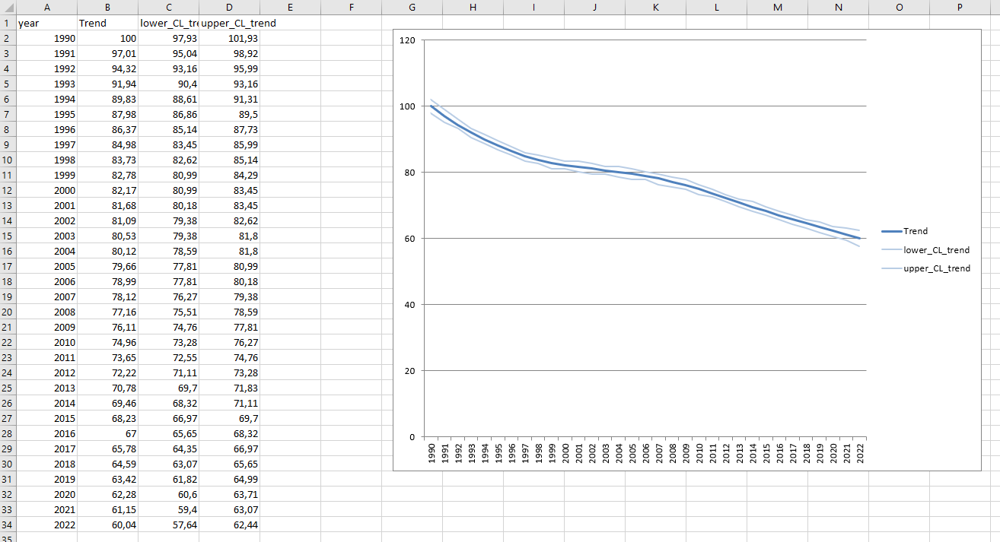 A B C D E F G H I J K L M N O P
1 year Trend lower_CL_tre upper_CL_trend
2 1990 100 97,93 101,93
3 1991 97,01 95,04 98,92
4 1992 94,32 93,16 95,99
5 1993 91,94 90,4 93,16
6 1994 89,83 88,61 91,31
7 1995 87,98 86,86 89,5
8 1996 86,37 85,14 87,73
9 1997 84,98 83,45 85,99
10 1998 83,73 82,62 85,14
11 1999 82,78 80,99 84,29
12 2000 82,17 80,99 83,45
13 2001 81,68 80,18 83,45
14 2002 81,09 79,38 82,62
15 2003 80,53 79,38 81,8
16 2004 80,12 78,59 81,8
17 2005 79,66 77,81 80,99
18 2006 78,99 77,81 80,18
19 2007 78,12 76,27 79,38
20 2008 77,16 75,51 78,59
21 2009 76,11 74,76 77,81
22 2010 74,96 73,28 76,27
23 2011 73,65 72,55 74,76
24 2012 72,22 71,11 73,28
25 2013 70,78 69,7 71,83
26 2014 69,46 68,32 71,11
27 2015 68,23 66,97 69,7
28 2016 67 65,65 68,32
29 2017 65,78 64,35 66,97
30 2018 64,59 63,07 65,65
31 2019 63,42 61,82 64,99
32 2020 62,28 60,6 63,71
33 2021 61,15 59,4 63,07
34 2022 60,04 57,64 62,44
35
120
100
80
60
40
20
0
1990 1991 1992 1993 1994 1995 1996 1997 1998 1999 2000 2001 2002 2003 2004 2005 2006 2007 2008 2009 2010 2011 2012 2013 2014 2015 2016 2017 2018 2019 2020 2021 2022
Trend
lower_CL_trend
upper_CL_trend